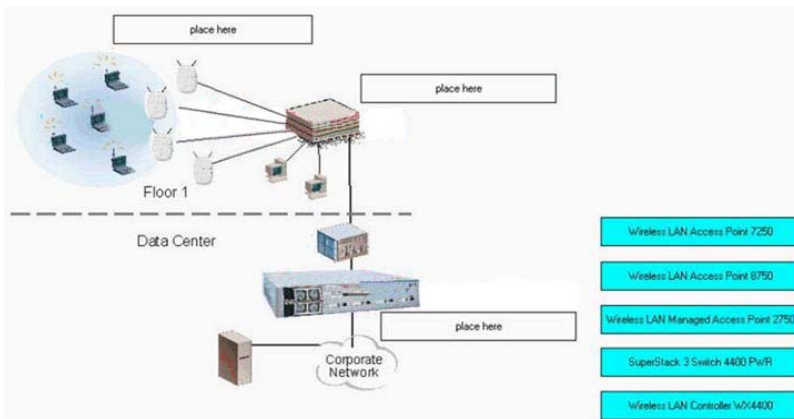 place here
place here
Floor 1
Data Center
Wireless LAN Access Point 7250
Wireless LAN Access Point 8750
Wireless LAN Managed Access Point 2750
place here
SuperStack 3 Switch 4400 PWR
Corporate
Network
Wireless LAN Controller WX4400